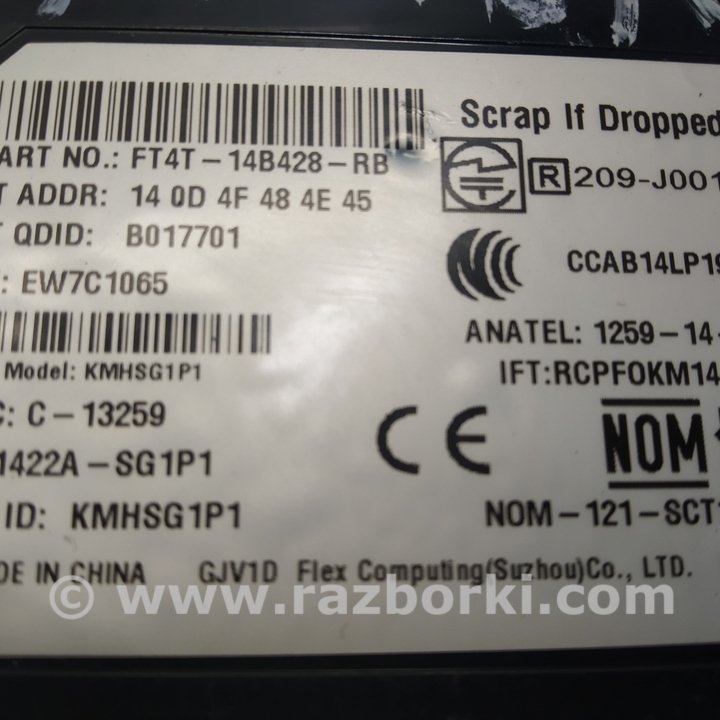 Scrap If Dropped
ART NO.: FT4T-14B428-RB
R 209-J001
T ADDR: 14 0D 4F 48 4E 45
T QDID: B017701
CCAB14LP19
: EW7C1065
ANATEL: 1259-14-
Model: KMHSG1P1
IFT:RCPFOKM14
C: C-13259
CE
NOM
1422A-SG1P1
ID: KMHSG1P1
NOM-121-SCT1
DE IN CHINA GJV1D Flex Computing(Suzhou)Co., LTD.
© www.razborki.com